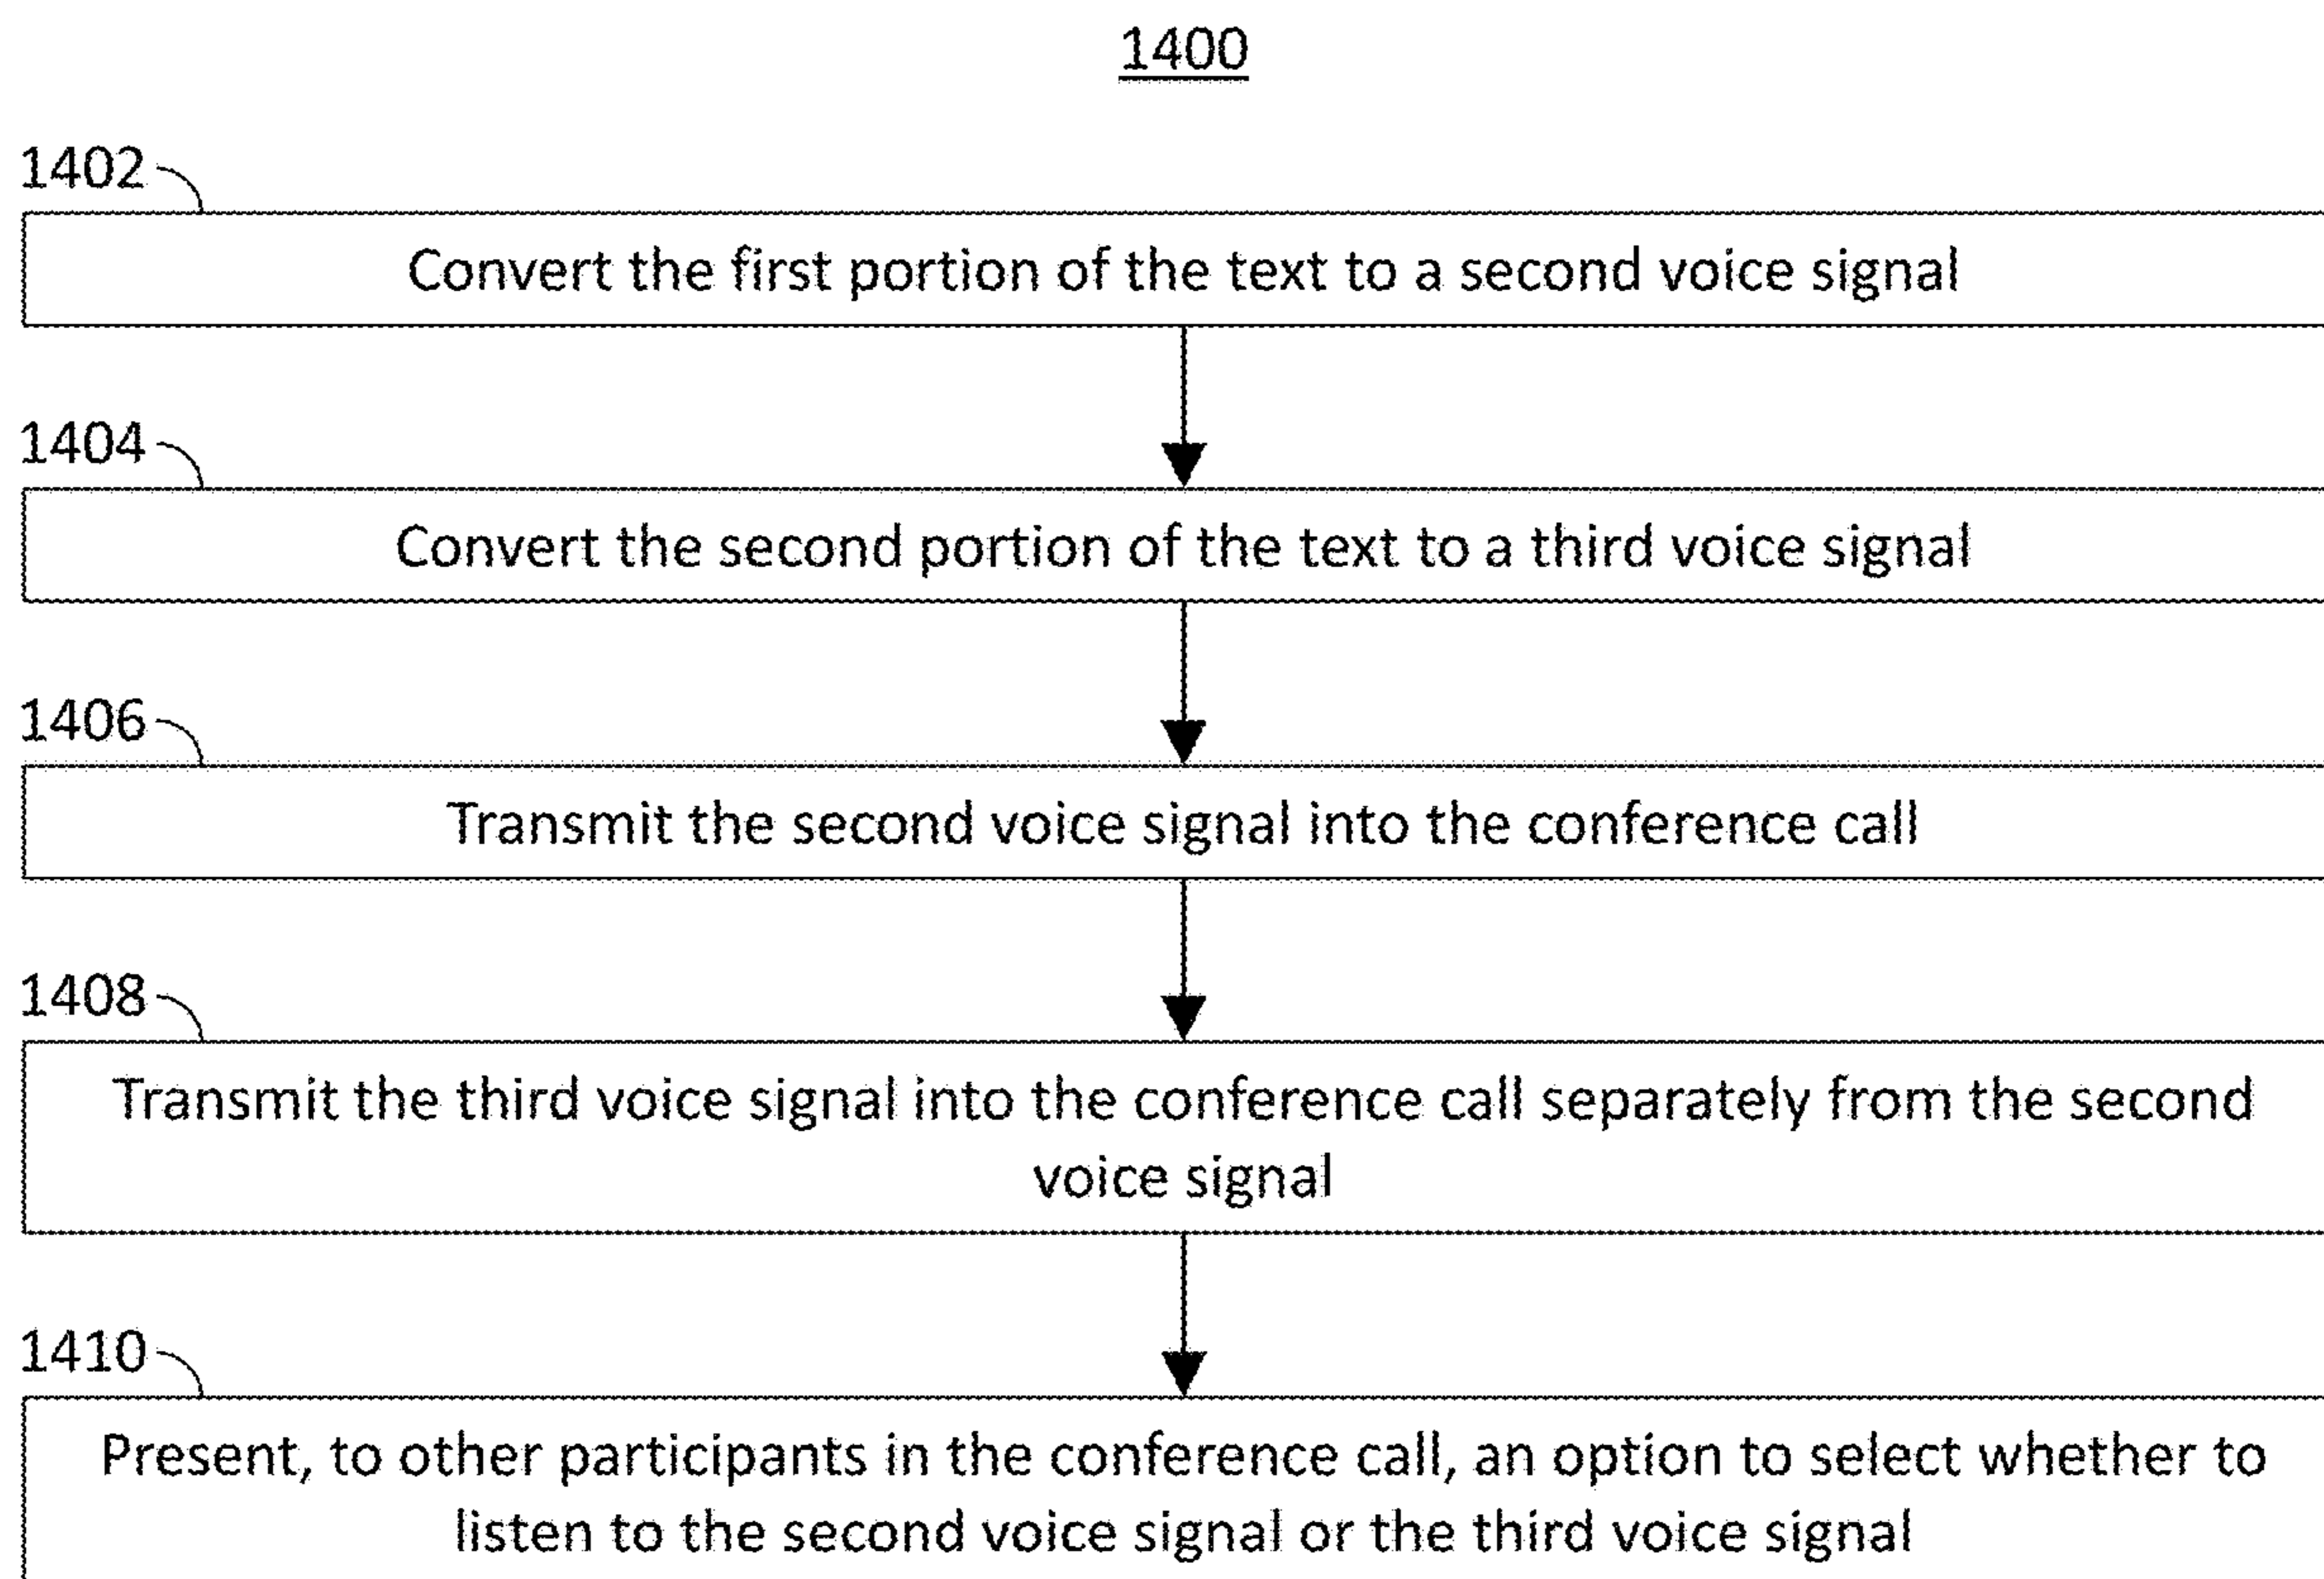 1400
1402
Convert the first portion of the text to a second voice signal
1404
Convert the second portion of the text to a third voice signal
1406
Transmit the second voice signal into the conference call
1408
Transmit the third voice signal into the conference call separately from the second
voice signal
1410
Present, to other participants in the conference call, an option to select whether to
listen to the second voice signal or the third voice signal